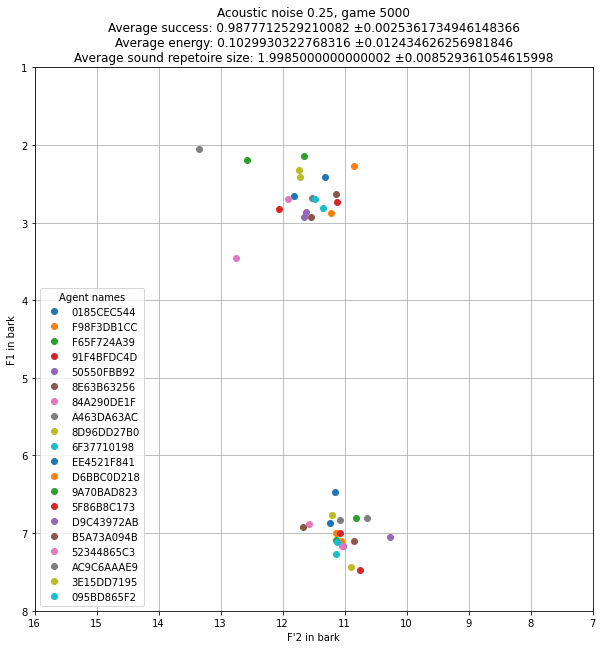 Acoustic noise 0.25, game 5000
Average success: 0.9877712529210082 ±0.0025361734946148366
Average energy: 0.1029930322768316 ±0.012434626256981846
Average sound repetoire size: 1.9985000000000002 ±0.008529361054615998
1
2
3
4
5
6
7
8
F1 in bark
Agent names
0185CEC544
F98F3DB1CC
F65F724A39
91F4BFDC4D
50550FBB92
8E63B63256
84A290DE1F
A463DA63AC
8D96DD27B0
6F37710198
EE4521F841
D6BBC0D218
9A70BAD823
5F86B8C173
D9C43972AB
B5A73A094B
52344865C3
AC9C6AAAE9
3E15DD7195
095BD865F2
16 15 14 13 12 11 10 9 8 7
F'2 in bark